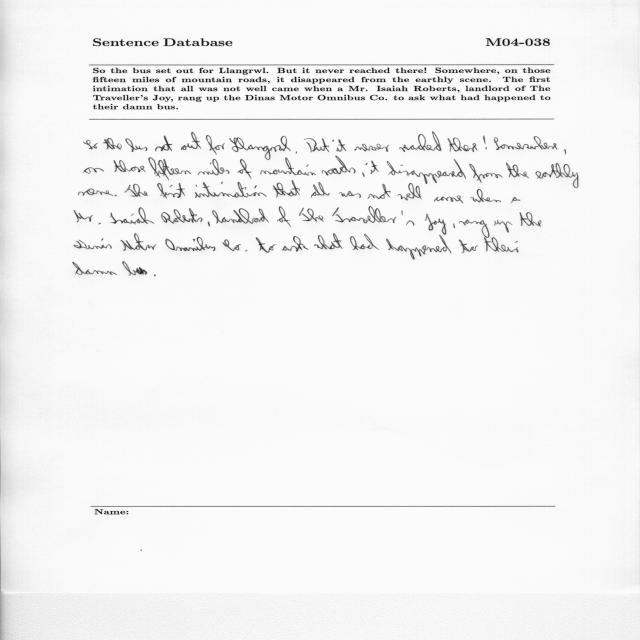 Sentence Database M04-038
So the bus set out for Llangrwl. But it never reached there! Somewhere, on those
fifteen miles of mountain roads, it disappeared from the earthly scene. The first
intimation that all was not well came when a Mr. Isaiah Roberts, landlord of The
Traveller's Joy, rang up the Dinas Motor Omnibus Co. to ask what had happened to
their damn bus.
So the bus set out for Llangrwl. But it never reached there! Somewhere,
on those fifteen miles of mountain roads, it disappeared from the earthly
scene. The first intimation that all was not well came when a
Mr. Isaiah Roberts, landlord of The Traveller's Joy, rang up the
Dinas Motor Omnibus Co. to ask what had happened to their
damn bus.
Name: